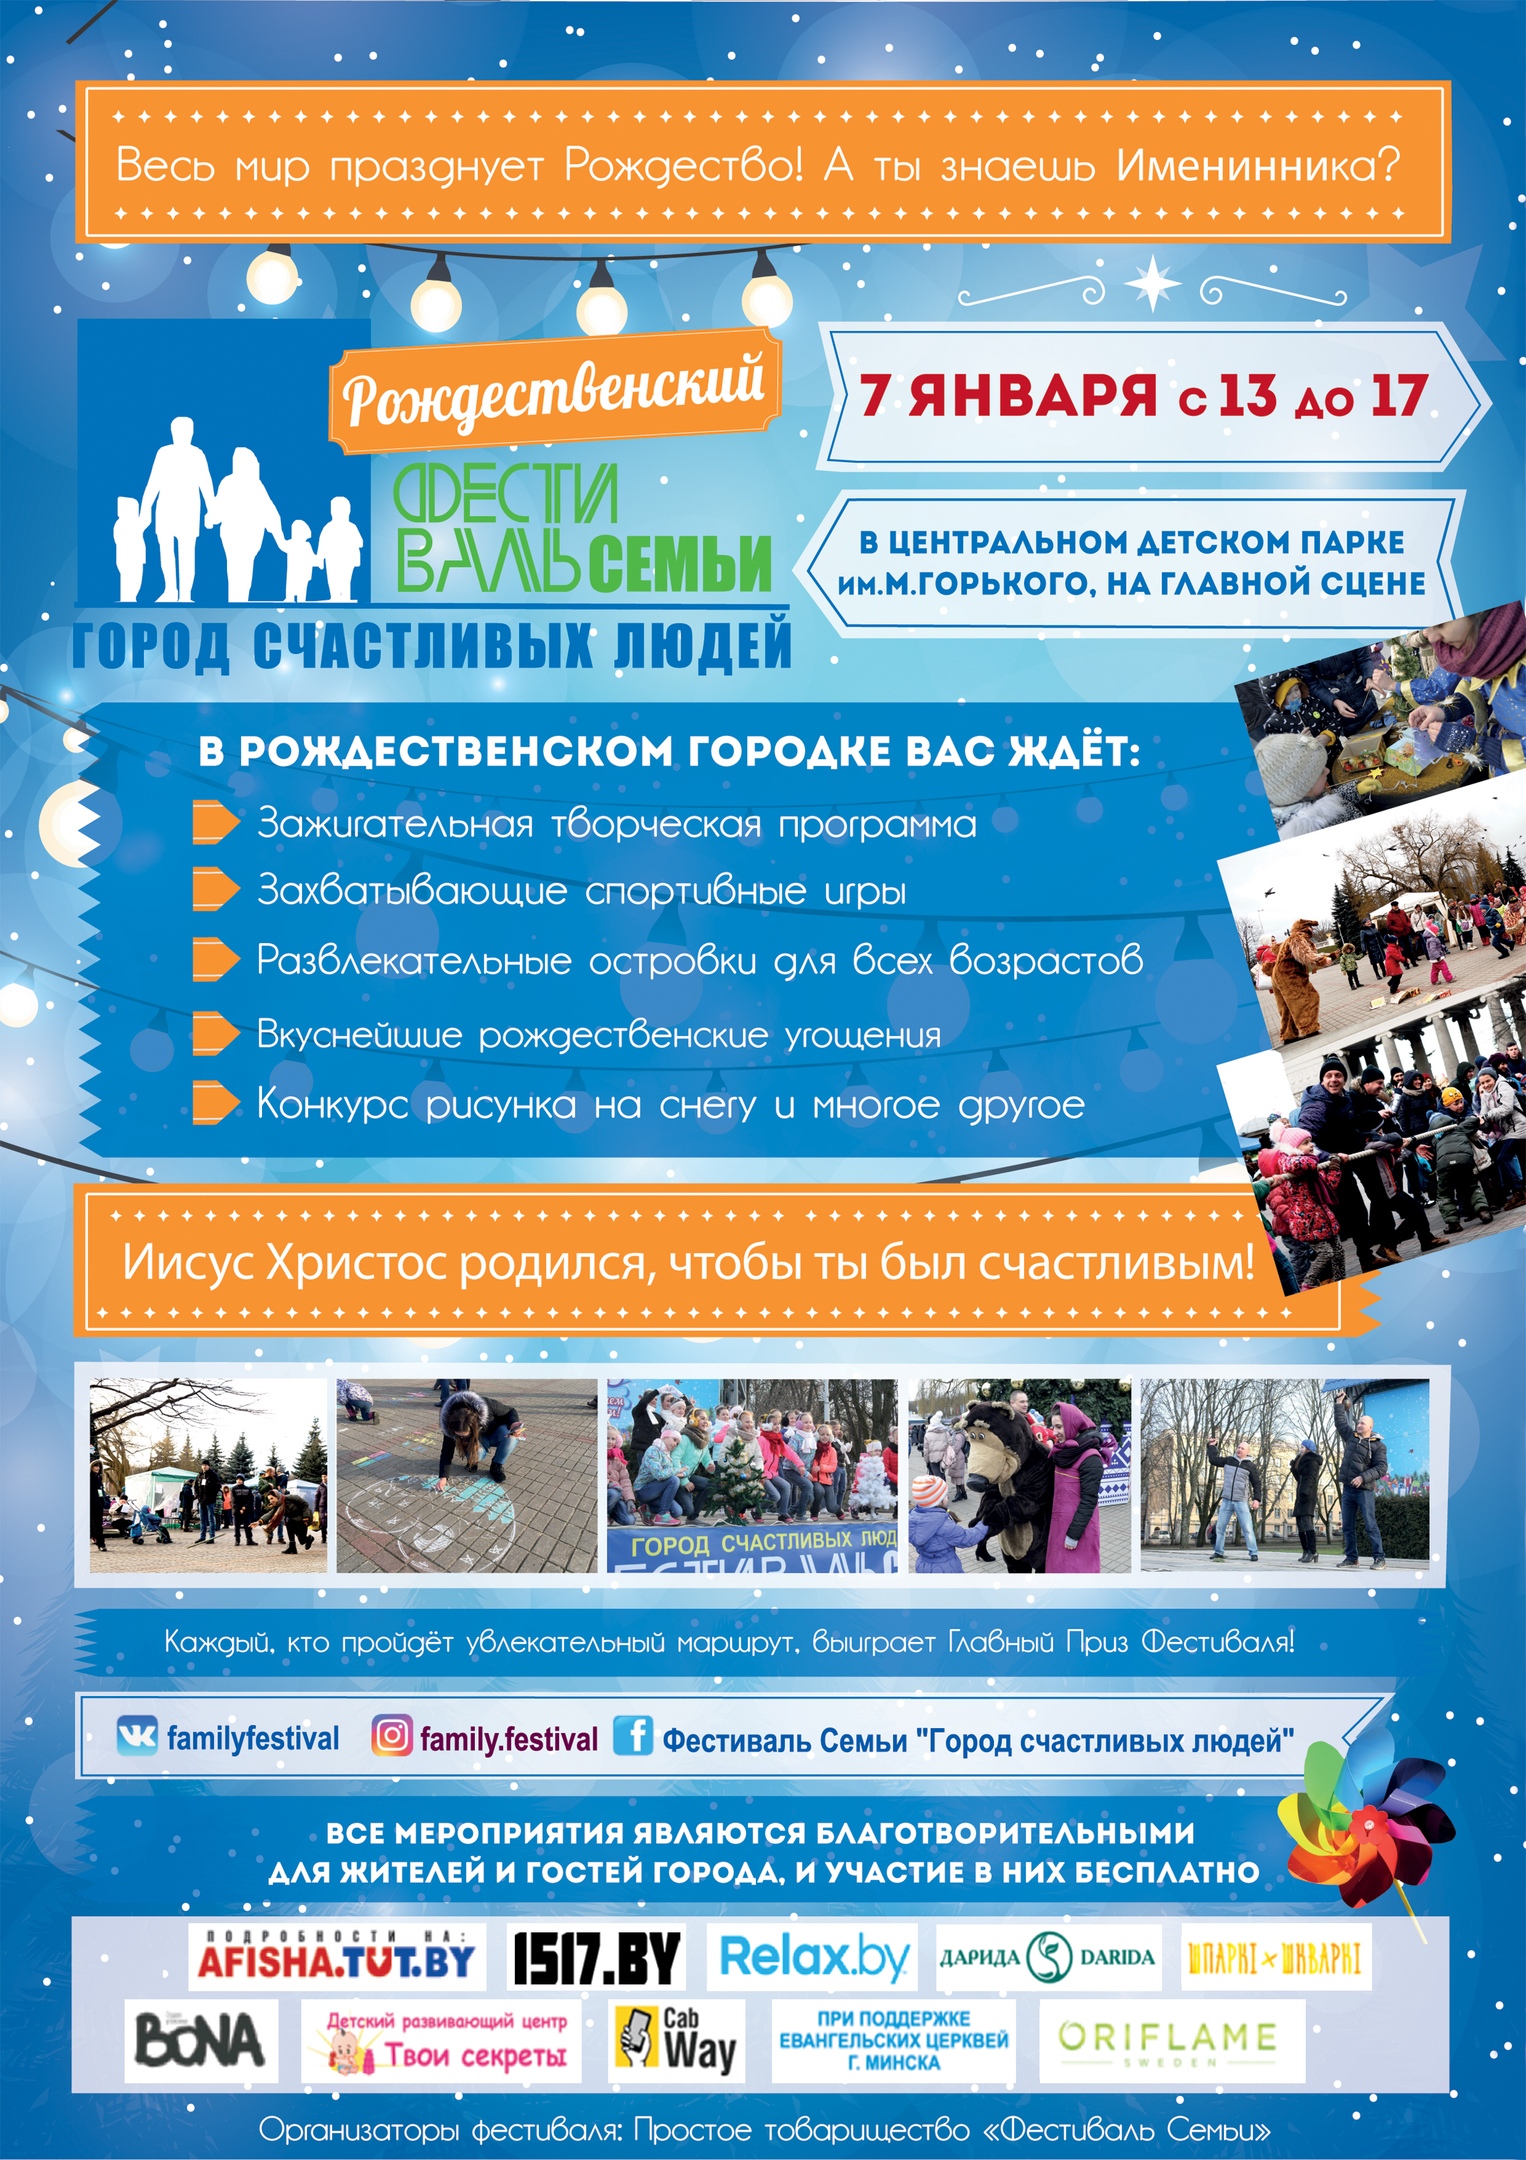 Весь мир празднует Рождество! А ты знаешь Именинника?
Рождественский
ФЕСТИ
ВАЛЬ СЕМЬИ
ГОРОД СЧАСТЛИВЫХ ЛЮДЕЙ
7 ЯНВАРЯ с 13 до 17
В ЦЕНТРАЛЬНОМ ДЕТСКОМ ПАРКЕ
им.М.ГОРЬКОГО, НА ГЛАВНОЙ СЦЕНЕ
В РОЖДЕСТВЕНСКОМ ГОРОДКЕ ВАС ЖДЁТ:
Зажигательная творческая программа
Захватывающие спортивные игры
Развлекательные островки для всех возрастов
Вкуснейшие рождественские угощения
Конкурс рисунка на снегу и многое другое
Иисус Христос родился, чтобы ты был счастливым!
ГОРОД СЧАСТЛИВЫХ ЛЮД
Каждый, кто пройдёт увлекательный маршрут, выиграет Главный Приз Фестиваля!
familyfestival family.festival Фестиваль Семьи "Город счастливых людей"
ВСЕ МЕРОПРИЯТИЯ ЯВЛЯЮТСЯ БЛАГОТВОРИТЕЛЬНЫМИ
ДЛЯ ЖИТЕЛЕЙ И ГОСТЕЙ ГОРОДА, И УЧАСТИЕ В НИХ БЕСПЛАТНО
ПОДРОБНОСТИ НА:
AFISHA.TUT.BY 1517.BY Relax.by ДАРИДА DARIDA ШПАРКІ × ШКВАРКІ
BONA
Детский развивающий центр
Твои секреты
Cab
Way
ПРИ ПОДДЕРЖКЕ
ЕВАНГЕЛЬСКИХ ЦЕРКВЕЙ
Г. МИНСКА
ORIFLAME
SWEDEN
Организаторы фестиваля: Простое товарищество «Фестиваль Семьи»